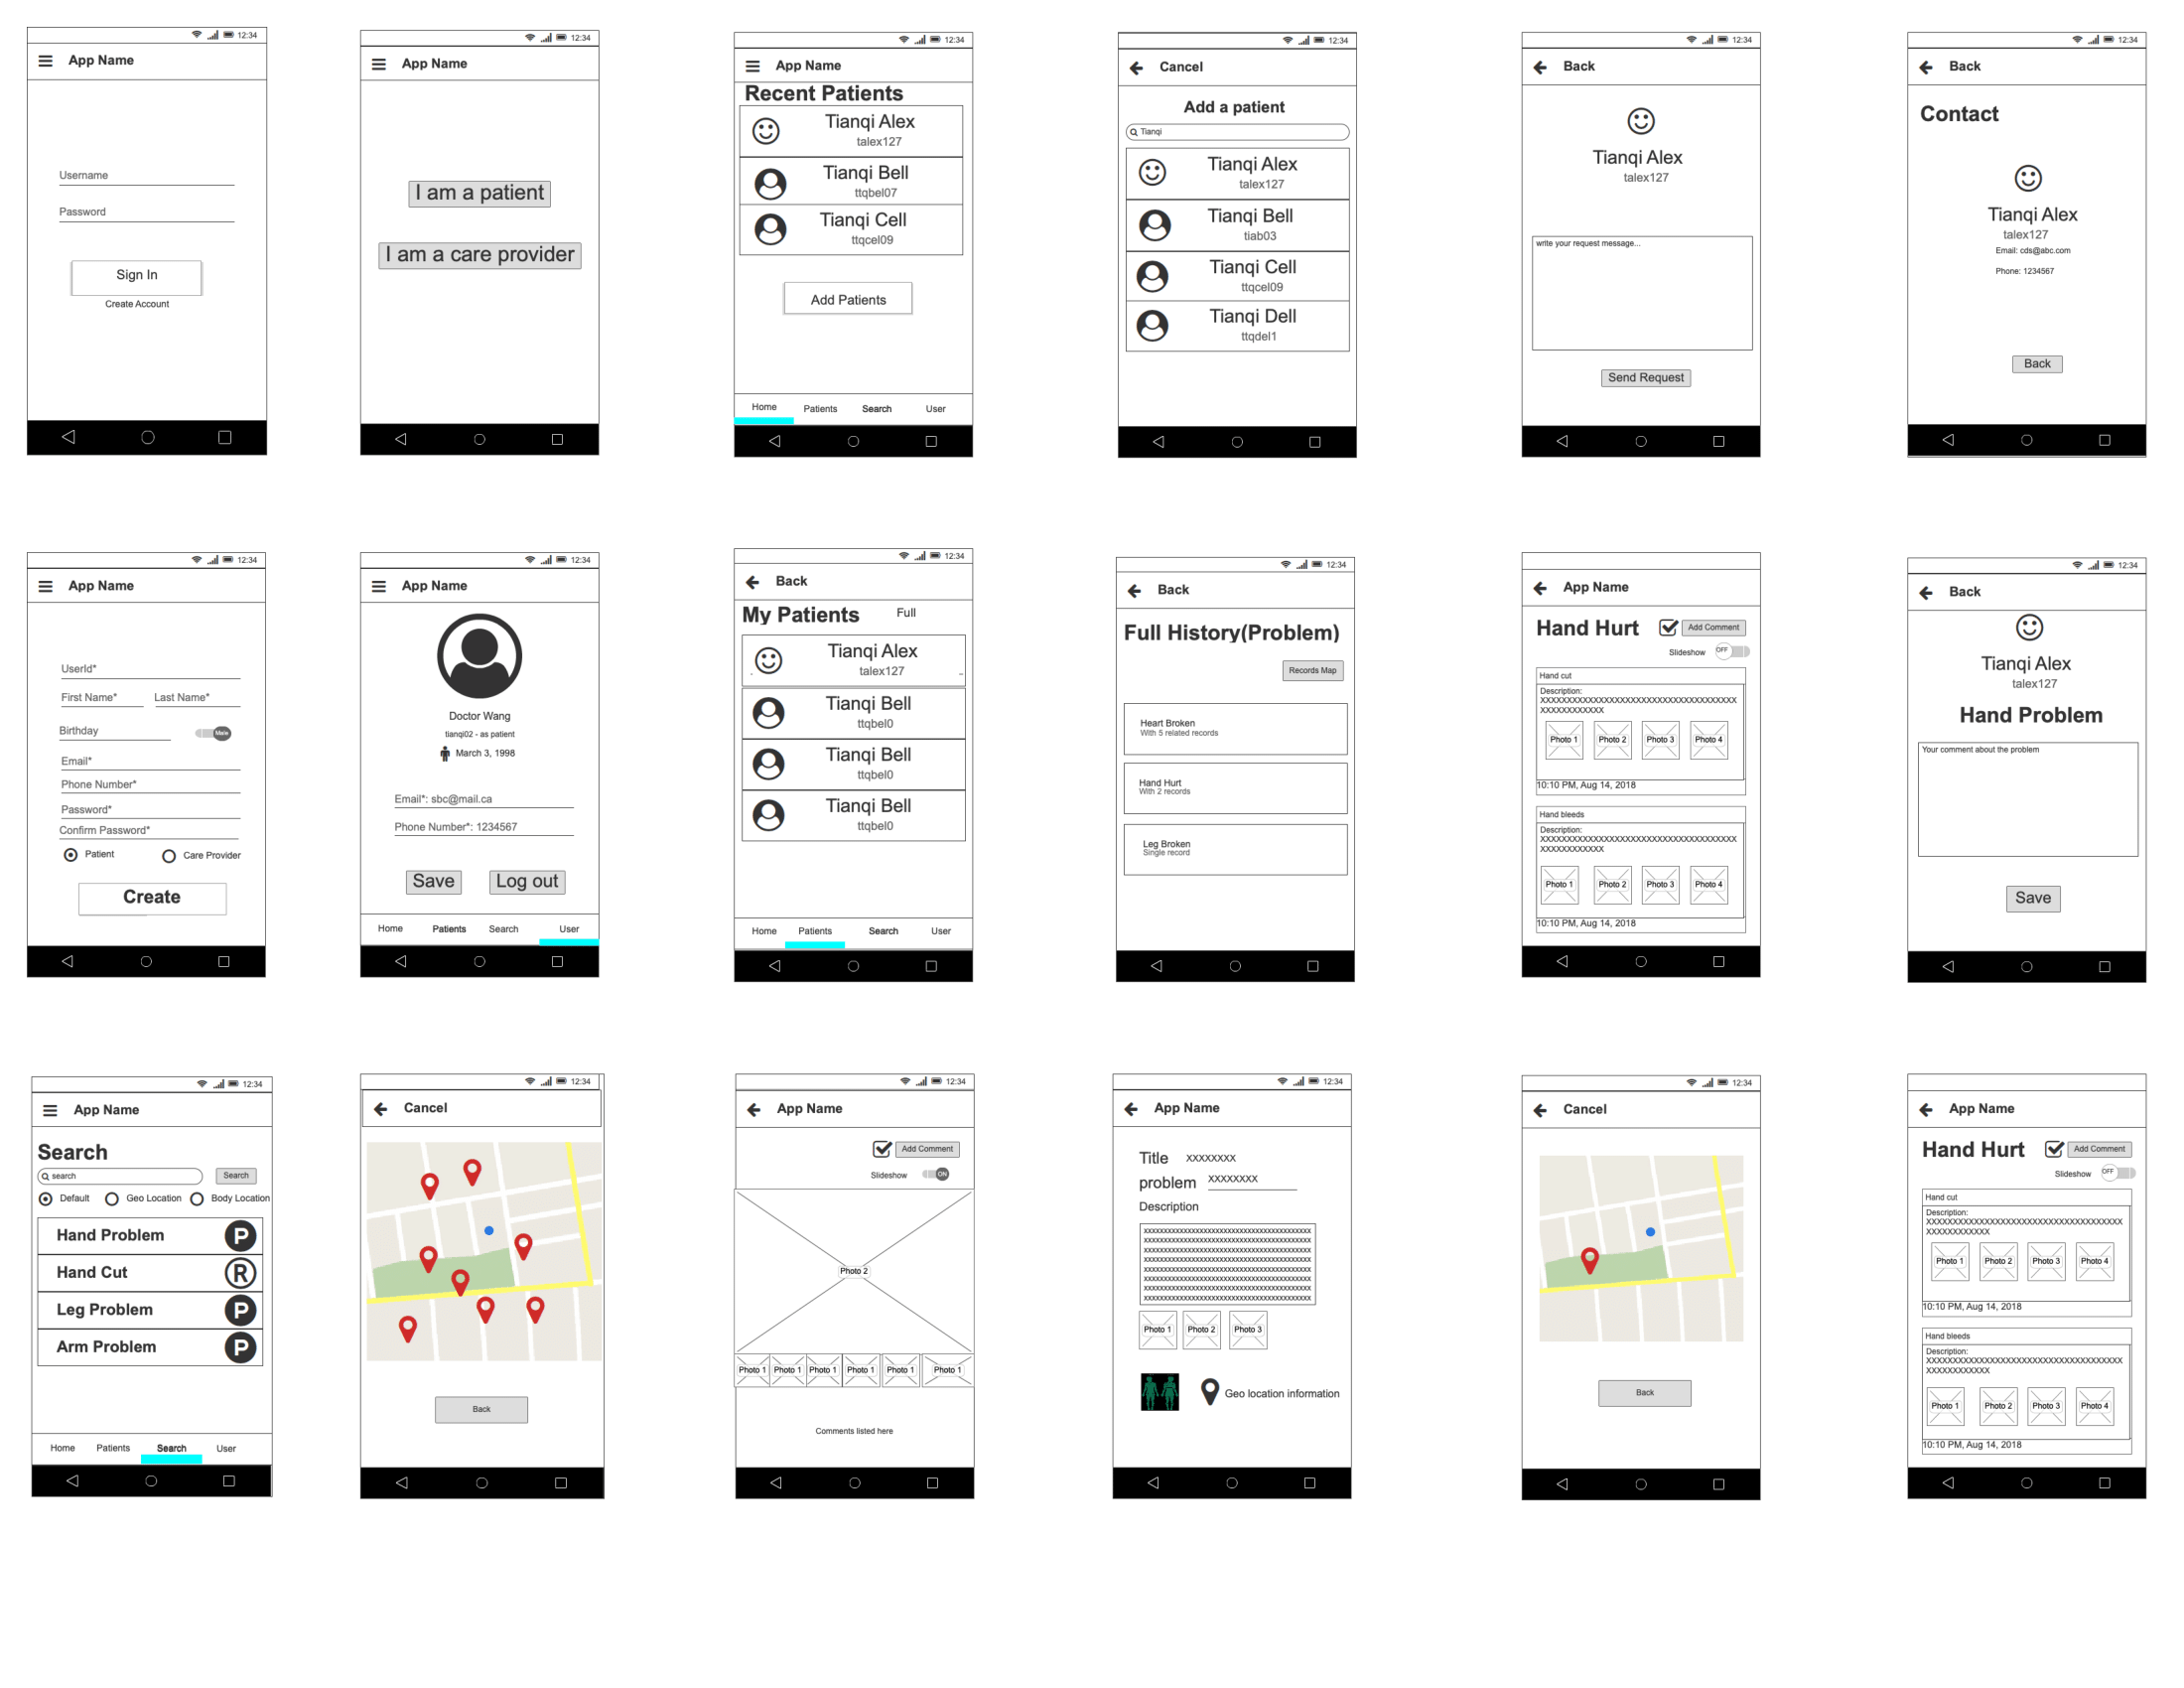 12:34
App Name
Username
Password
Sign In
Create Account
12:34
App Name
I am a patient
I am a care provider
12:34
App Name
Recent Patients
Tianqi Alex
talex127
Tianqi Bell
ttqbel07
Tianqi Cell
ttqcel09
Add Patients
Home Patients Search User
12:34
Cancel
Add a patient
Tianqi
Tianqi Alex
talex127
Tianqi Bell
tiab03
Tianqi Cell
ttqcel09
Tianqi Dell
ttqdel1
12:34
Back
Tianqi Alex
talex127
write your request message...
Send Request
12:34
Back
Contact
Tianqi Alex
talex127
Email: cds@abc.com
Phone: 1234567
Back
12:34
App Name
UserId*
First Name* Last Name*
Birthday Male
Email*
Phone Number*
Password*
Confirm Password*
Patient Care Provider
Create
12:34
App Name
Doctor Wang
tianqi02 - as patient
March 3, 1998
Email*: sbc@mail.ca
Phone Number*: 1234567
Save Log out
Home Patients Search User
12:34
Back
My Patients Full
Tianqi Alex
talex127
Tianqi Bell
ttqbel0
Tianqi Bell
ttqbel0
Tianqi Bell
ttqbel0
Home Patients Search User
12:34
Back
Full History(Problem)
Records Map
Heart Broken
With 5 related records
Hand Hurt
With 2 records
Leg Broken
Single record
App Name
Hand Hurt Add Comment
Slideshow OFF
Hand cut
Description:
XXXXXXXXXXXXXXXXXXXXXXXXXXXXXXXXXXXXX
XXXXXXXXXXXX
Photo 1 Photo 2 Photo 3 Photo 4
10:10 PM, Aug 14, 2018
Hand bleeds
Description:
XXXXXXXXXXXXXXXXXXXXXXXXXXXXXXXXXXXXX
XXXXXXXXXXXX
Photo 1 Photo 2 Photo 3 Photo 4
10:10 PM, Aug 14, 2018
12:34
Back
Tianqi Alex
talex127
Hand Problem
Your comment about the problem
Save
12:34
App Name
Search
search Search
Default Geo Location Body Location
Hand Problem P
Hand Cut R
Leg Problem P
Arm Problem P
Home Patients Search User
12:34
Cancel
Back
12:34
App Name
Add Comment
Slideshow ON
Photo 2
Photo 1 Photo 1 Photo 1 Photo 1 Photo 1 Photo 1
Comments listed here
12:34
App Name
Title XXXXXXXX
problem XXXXXXXX
Description
XXXXXXXXXXXXXXXXXXXXXXXXXXXXXXXXXXXXXXXX
XXXXXXXXXXXXXXXXXXXXXXXXXXXXXXXXXXXXXXXX
XXXXXXXXXXXXXXXXXXXXXXXXXXXXXXXXXXXXXXXX
XXXXXXXXXXXXXXXXXXXXXXXXXXXXXXXXXXXXXXXX
XXXXXXXXXXXXXXXXXXXXXXXXXXXXXXXXXXXXXXXX
XXXXXXXXXXXXXXXXXXXXXXXXXXXXXXXXXXXXXXXX
XXXXXXXXXXXXXXXXXXXXXXXXXXXXXXXXXXXXXXXX
XXXXXXXXXXXXXXXXXXXXXXXXXXXXXXXXXXXXXXXX
Photo 1 Photo 2 Photo 3
Geo location information
12:34
Cancel
Back
App Name
Hand Hurt Add Comment
Slideshow OFF
Hand cut
Description:
XXXXXXXXXXXXXXXXXXXXXXXXXXXXXXXXXXXXX
XXXXXXXXXXXX
Photo 1 Photo 2 Photo 3 Photo 4
10:10 PM, Aug 14, 2018
Hand bleeds
Description:
XXXXXXXXXXXXXXXXXXXXXXXXXXXXXXXXXXXXX
XXXXXXXXXXXX
Photo 1 Photo 2 Photo 3 Photo 4
10:10 PM, Aug 14, 2018